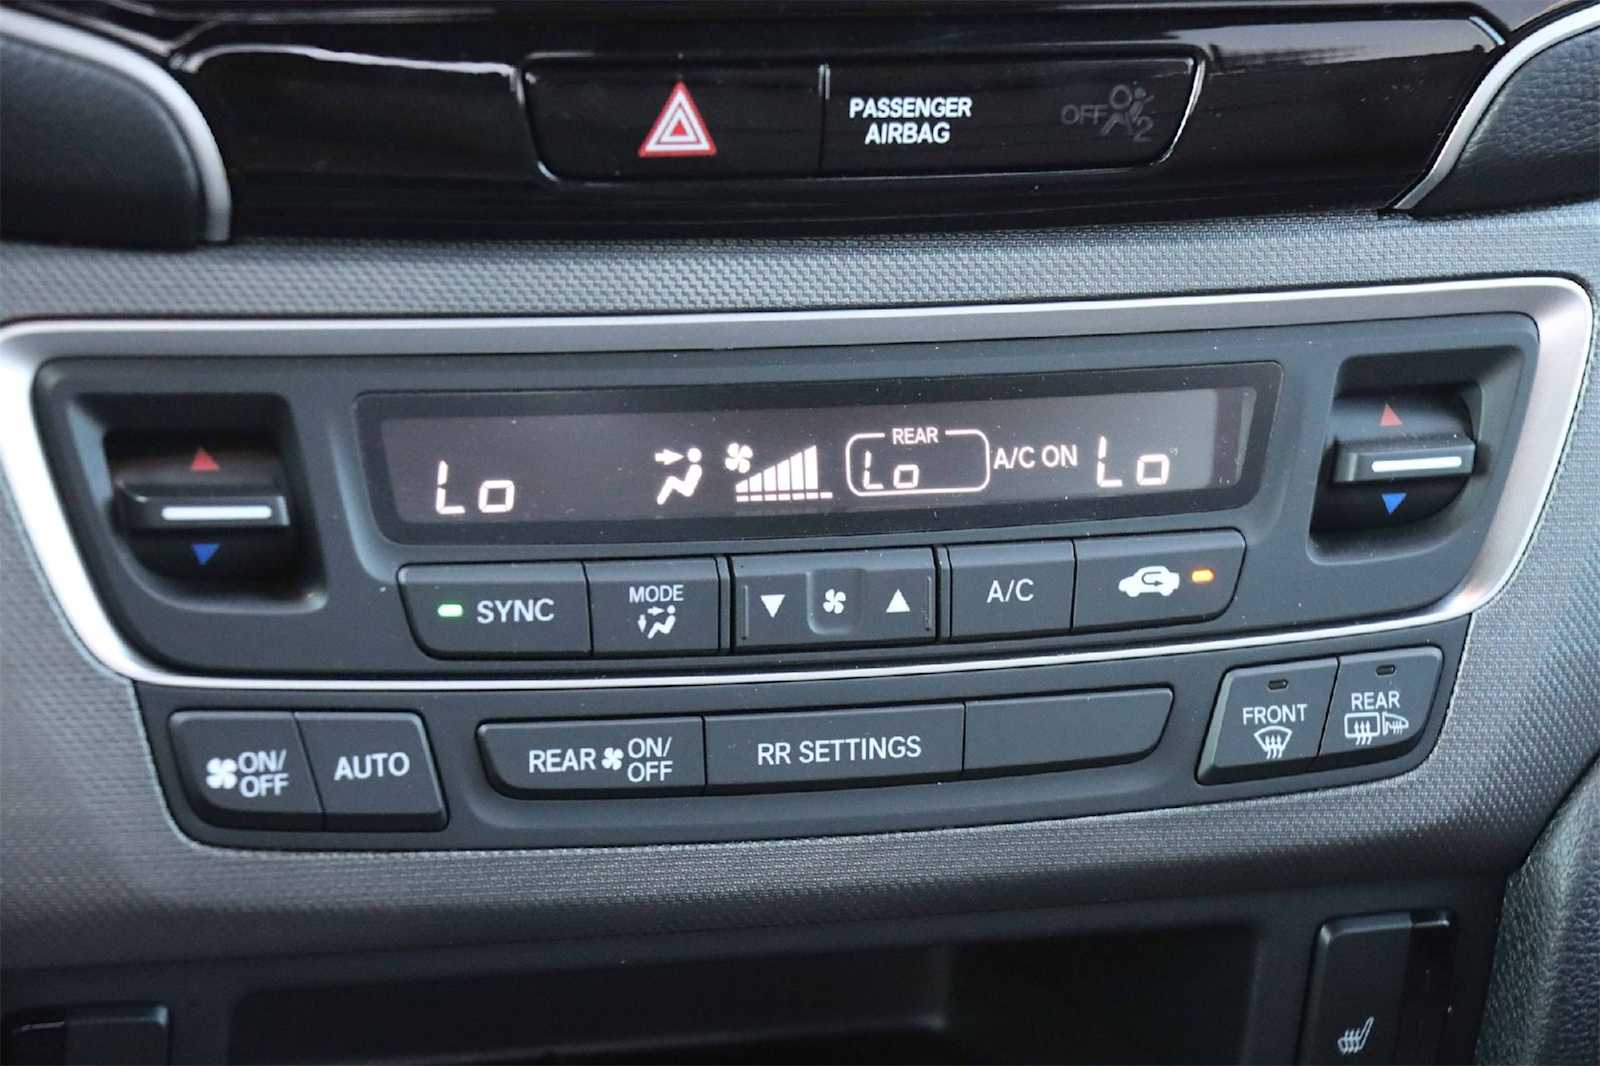 PASSENGER
AIRBAG
OFF 2
REAR
Lo Lo A/C ON Lo
SYNC MODE A/C
ON/
OFF
AUTO
REAR ON/
OFF
RR SETTINGS
FRONT
REAR